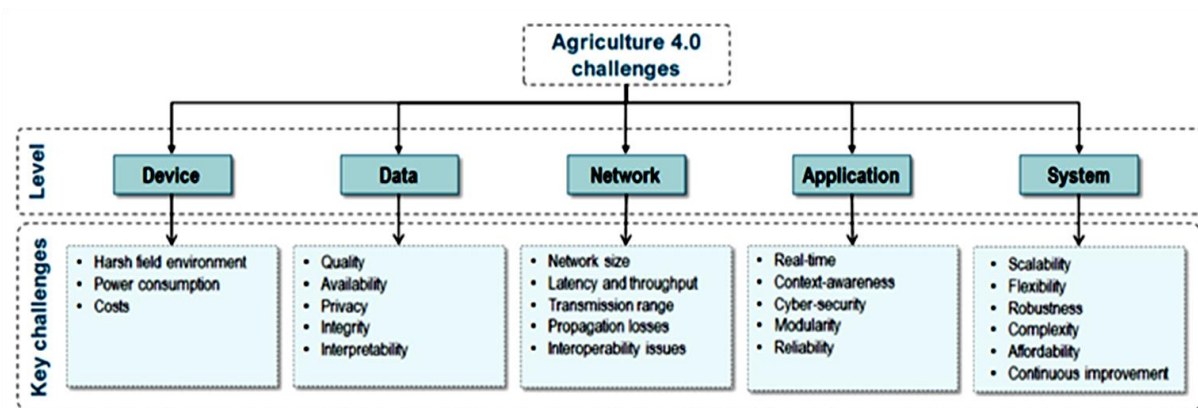 Agriculture 4.0
challenges
Level
Device
Data
Network
Application
System
Key challenges
• Harsh field environment
• Power consumption
• Costs
• Quality
• Availability
• Privacy
• Integrity
• Interpretability
• Network size
• Latency and throughput
• Transmission range
• Propagation losses
• Interoperability issues
• Real-time
• Context-awareness
• Cyber-security
• Modularity
• Reliability
• Scalability
• Flexibility
• Robustness
• Complexity
• Affordability
• Continuous improvement